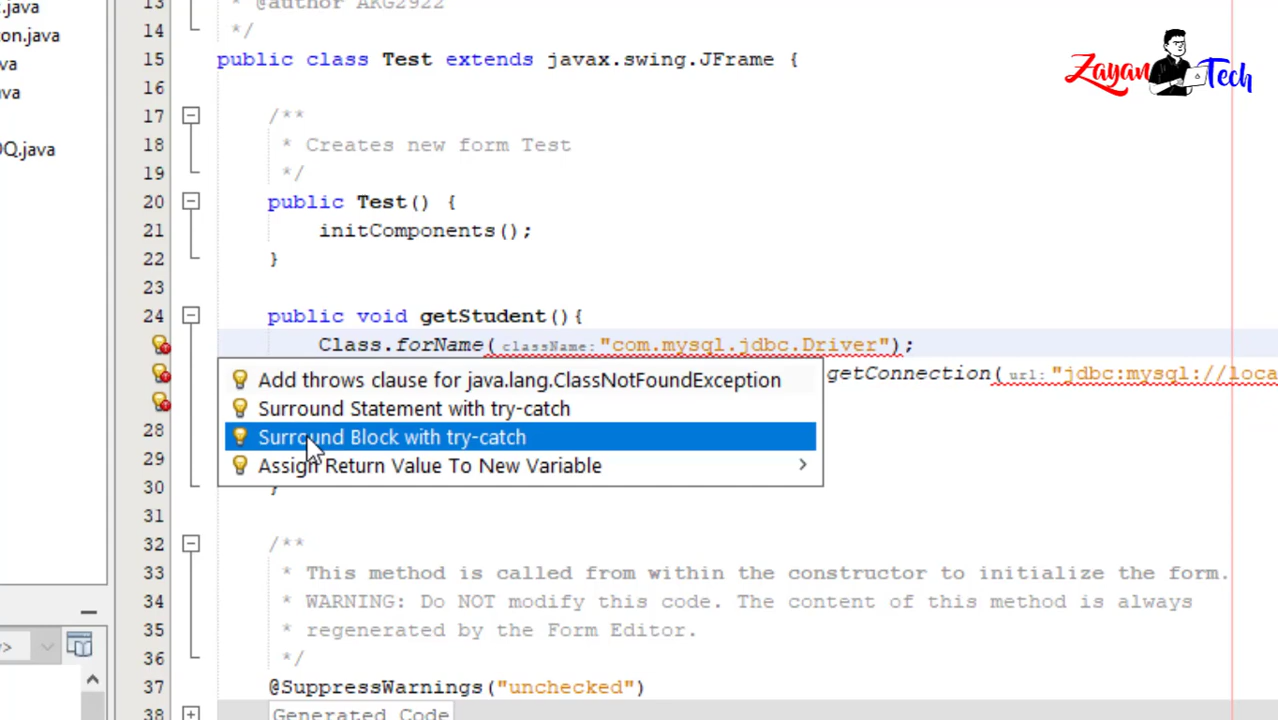 t.java
on.java
va
va
Q.java
13 * @author AKG2922
14 */
15 public class Test extends javax.swing.JFrame {
16
17 /**
18 * Creates new form Test
19 */
20 public Test() {
21 initComponents();
22 }
23
24 public void getStudent(){
Class.forName(className:"com.mysql.jdbc.Driver");
getConnection(url:"jdbc:mysql://loca
Add throws clause for java.lang.ClassNotFoundException
Surround Statement with try-catch
Surround Block with try-catch
Assign Return Value To New Variable
28
29
30 }
31
32 /**
33 * This method is called from within the constructor to initialize the form.
34 * WARNING: Do NOT modify this code. The content of this method is always
35 * regenerated by the Form Editor.
36 */
37 @SuppressWarnings("unchecked")
38 Generated Code
Zayan Tech